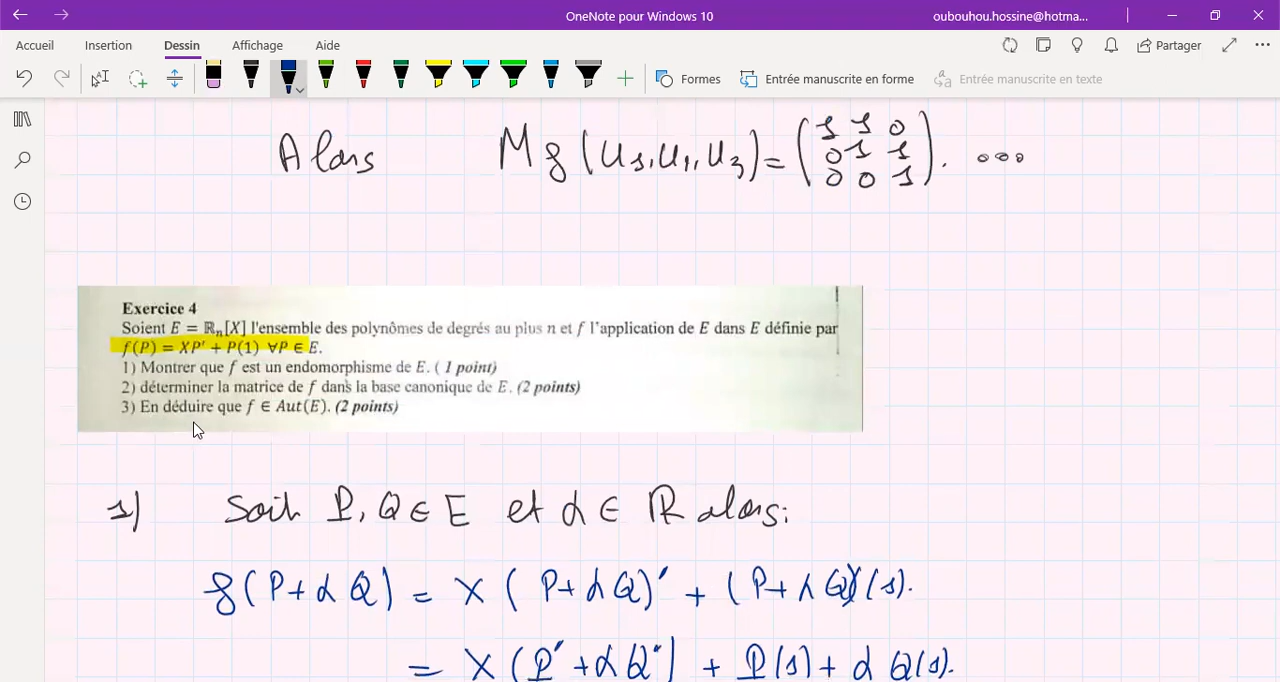 OneNote pour Windows 10
oubouhou.hossine@hotma...
Accueil Insertion Dessin Affichage Aide
Partager
Formes Entrée manuscrite en forme Entrée manuscrite en texte
Alors M f (u1, u1, u3) = (1 1 0
0 1 1
0 0 1). ...
Exercice 4
Soient E = ℝn[X] l'ensemble des polynômes de degrés au plus n et f l'application de E dans E définie par
f(P) = XP′ + P(1) ∀P ∈ E.
1) Montrer que f est un endomorphisme de E. ( 1 point)
2) déterminer la matrice de f dans la base canonique de E. (2 points)
3) En déduire que f ∈ Aut(E). (2 points)
1) Soit P, Q ∈ E et α ∈ ℝ alors:
f(P+αQ) = X (P+αQ)′ + (P+αQ)(1).
= X(P′+αQ′) + P(1) + αQ(1).